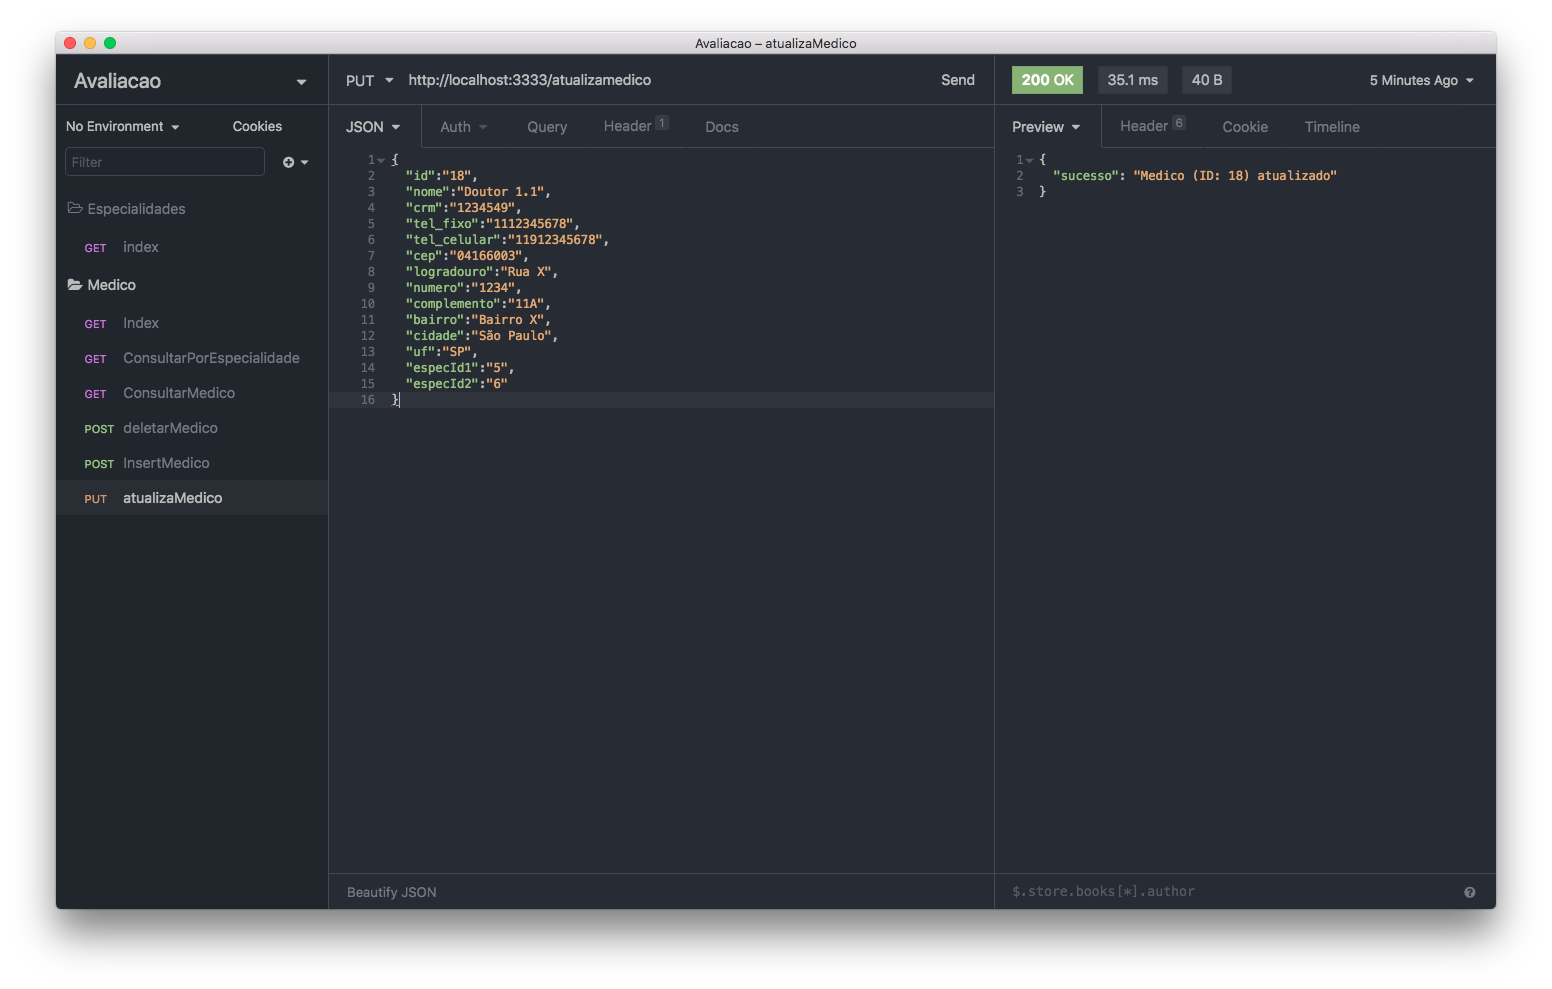 Avaliacao – atualizaMedico
Avaliacao
No Environment
Cookies
Filter
Especialidades
GET index
Medico
GET Index
GET ConsultarPorEspecialidade
GET ConsultarMedico
POST deletarMedico
POST InsertMedico
PUT atualizaMedico
PUT http://localhost:3333/atualizamedico Send
JSON Auth Query Header 1 Docs
1 {
2 "id":"18",
3 "nome":"Doutor 1.1",
4 "crm":"1234549",
5 "tel_fixo":"1112345678",
6 "tel_celular":"11912345678",
7 "cep":"04166003",
8 "logradouro":"Rua X",
9 "numero":"1234",
10 "complemento":"11A",
11 "bairro":"Bairro X",
12 "cidade":"São Paulo",
13 "uf":"SP",
14 "especId1":"5",
15 "especId2":"6"
16 }
Beautify JSON
200 OK 35.1 ms 40 B 5 Minutes Ago
Preview Header 6 Cookie Timeline
1 {
2 "sucesso": "Medico (ID: 18) atualizado"
3 }
$.store.books[*].author